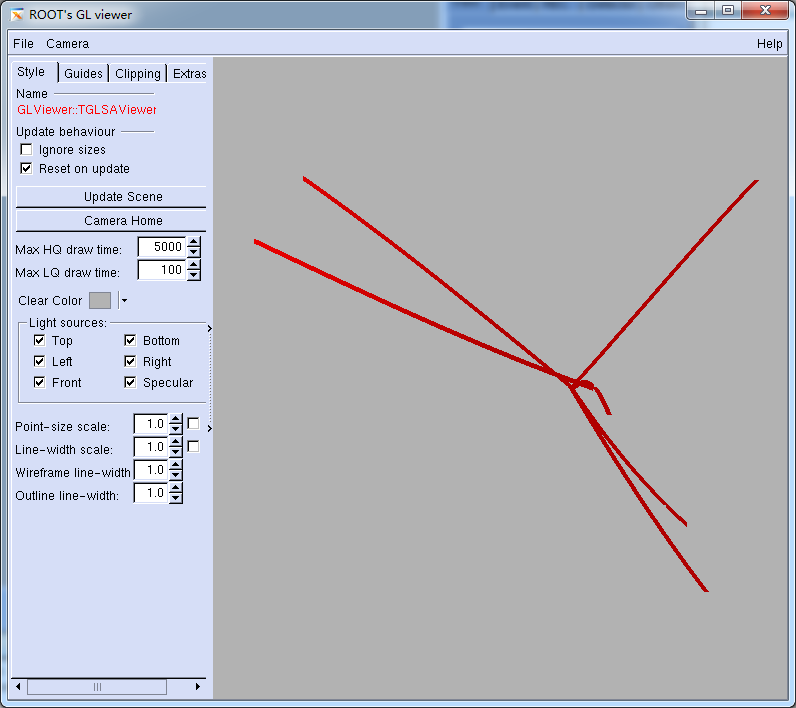 ROOT's GL viewer
File Camera Help
Style Guides Clipping Extras
Name
GLViewer::TGLSAViewer
Update behaviour
Ignore sizes
Reset on update
Update Scene
Camera Home
Max HQ draw time: 5000
Max LQ draw time: 100
Clear Color
Light sources:
Top Bottom
Left Right
Front Specular
Point-size scale: 1.0
Line-width scale: 1.0
Wireframe line-width 1.0
Outline line-width: 1.0